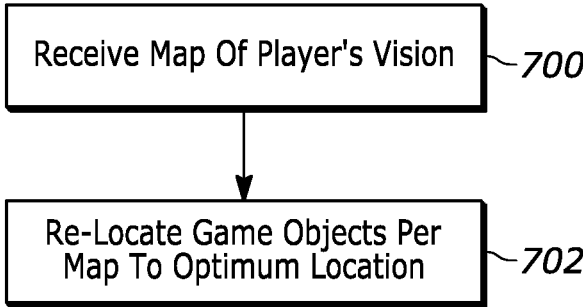 Receive Map Of Player's Vision
700
Re-Locate Game Objects Per
Map To Optimum Location
702